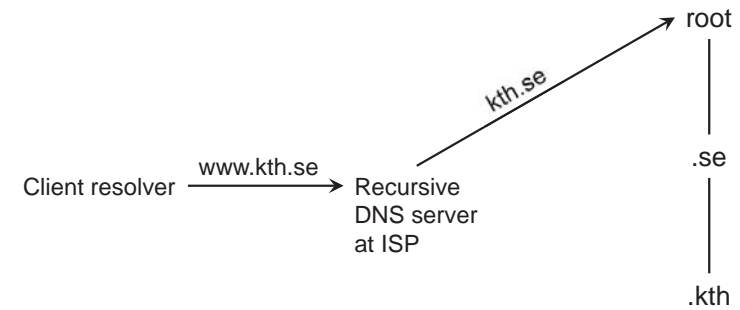 root
kth.se
.se
www.kth.se
Client resolver
Recursive
DNS server
at ISP
.kth